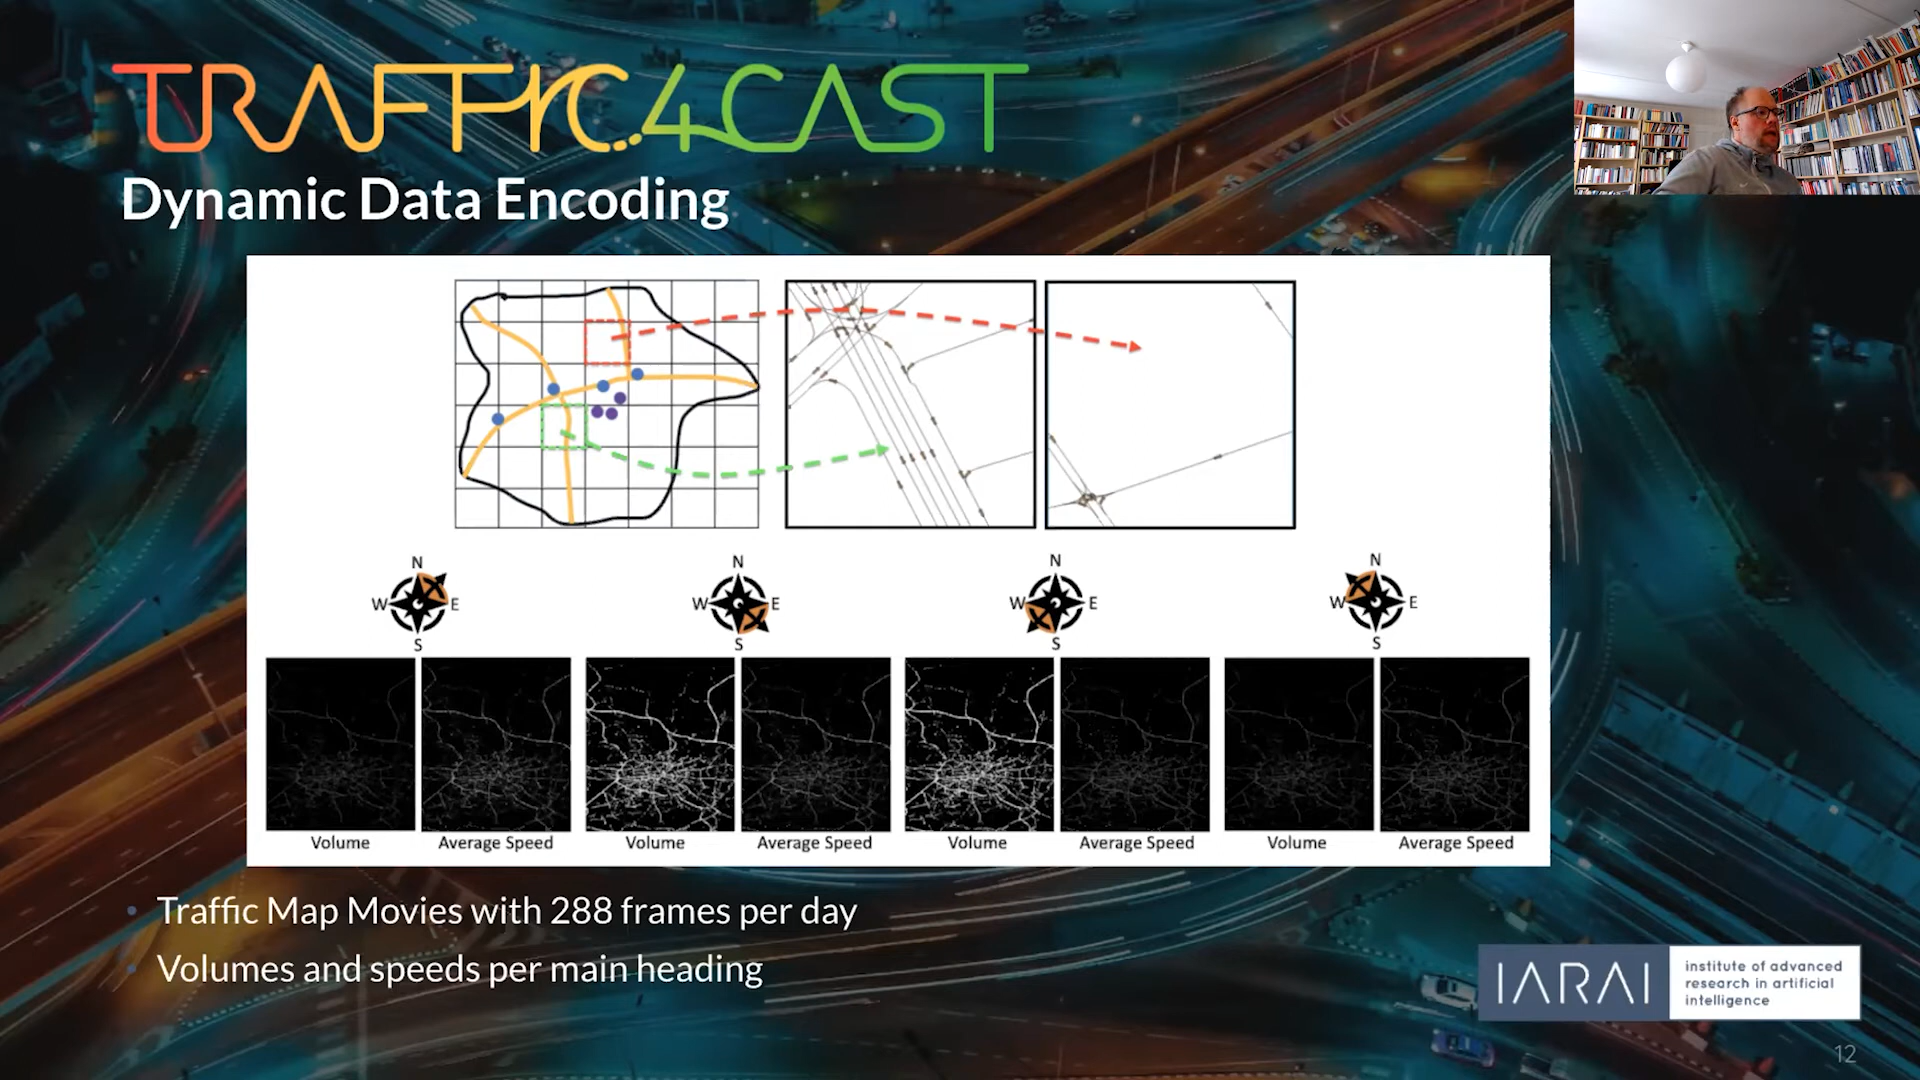 TRAFFIC4CAST
Dynamic Data Encoding
N
W E
S
N
W E
S
N
W E
S
N
W E
S
Volume Average Speed Volume Average Speed Volume Average Speed Volume Average Speed
Traffic Map Movies with 288 frames per day
Volumes and speeds per main heading
IARAI
institute of advanced
research in artificial
intelligence
12